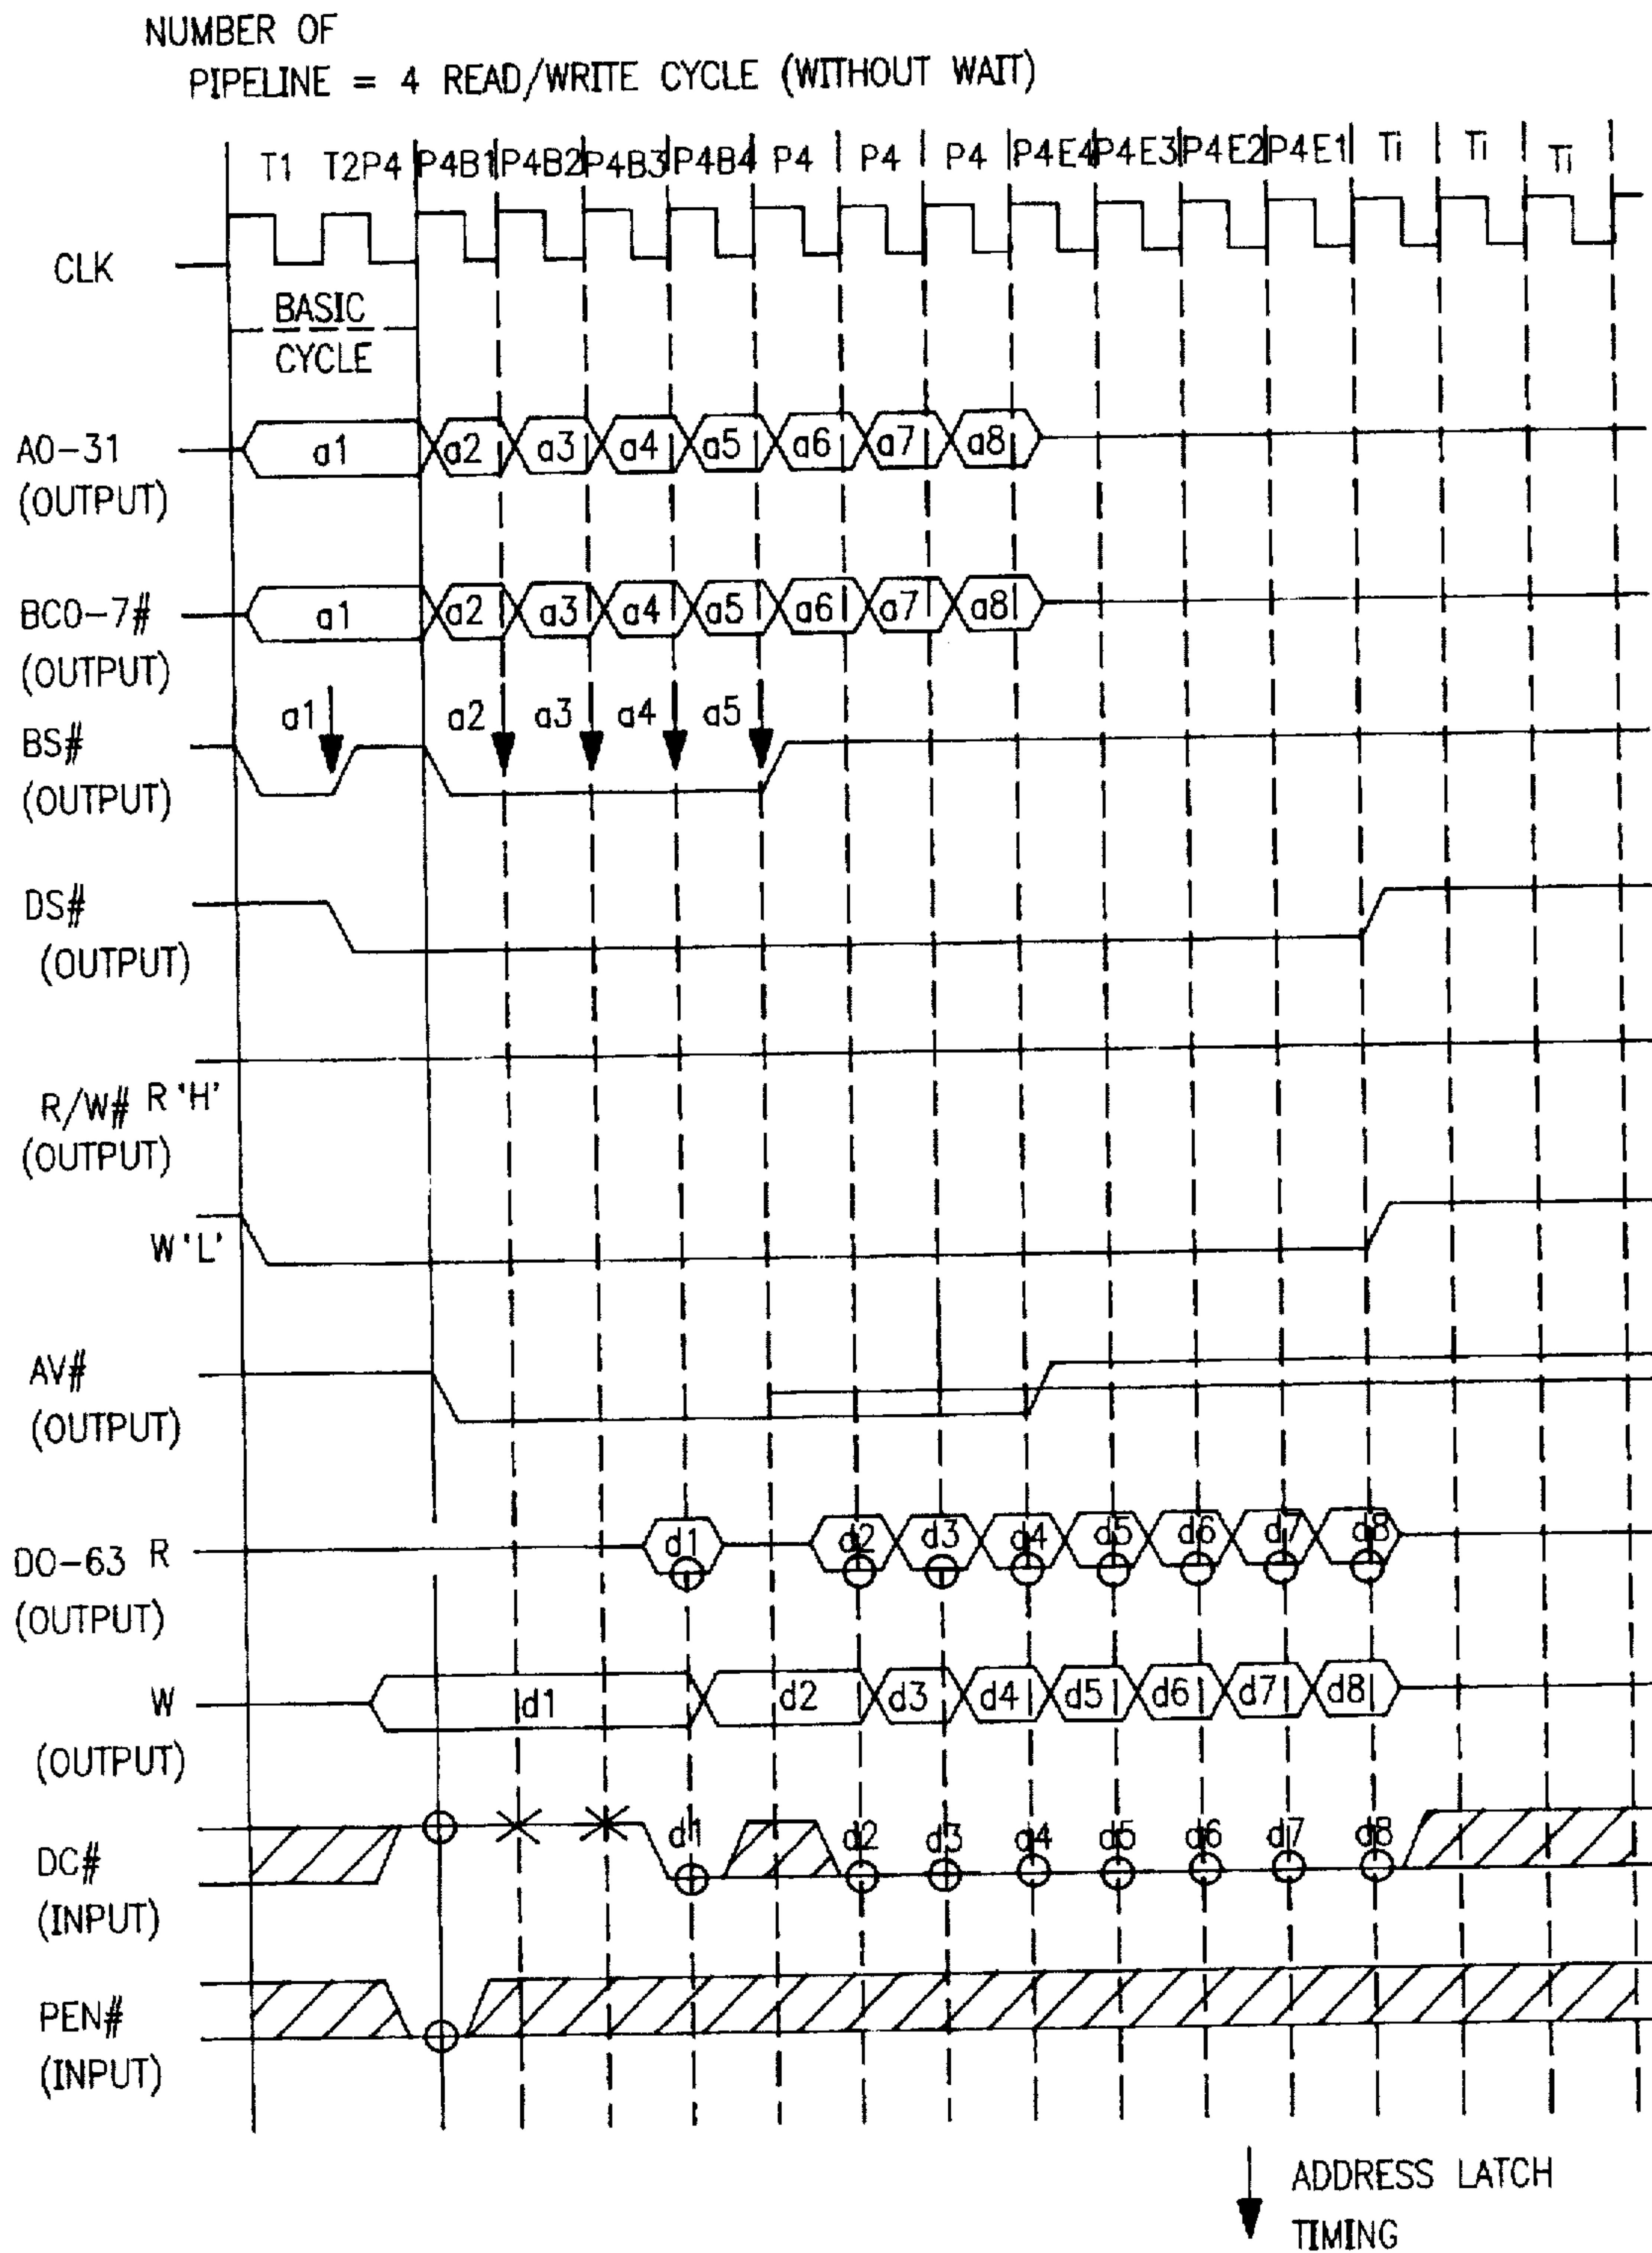 NUMBER OF
PIPELINE = 4 READ/WRITE CYCLE (WITHOUT WAIT)
T1 T2P4 P4B1 P4B2 P4B3 P4B4 P4 P4 P4 P4E4 P4E3 P4E2 P4E1 Ti Ti Ti
CLK
BASIC
CYCLE
A0-31 a1 a2 a3 a4 a5 a6 a7 a8
(OUTPUT)
BC0-7# a1 a2 a3 a4 a5 a6 a7 a8
(OUTPUT)
a1 a2 a3 a4 a5
BS#
(OUTPUT)
DS#
(OUTPUT)
R/W# R 'H'
(OUTPUT)
W 'L'
AV#
(OUTPUT)
D0-63 R d1 d2 d3 d4 d5 d6 d7 d8
(OUTPUT)
W d1 d2 d3 d4 d5 d6 d7 d8
(OUTPUT)
d1 d2 d3 d4 d5 d6 d7 d8
DC#
(INPUT)
PEN#
(INPUT)
ADDRESS LATCH
TIMING